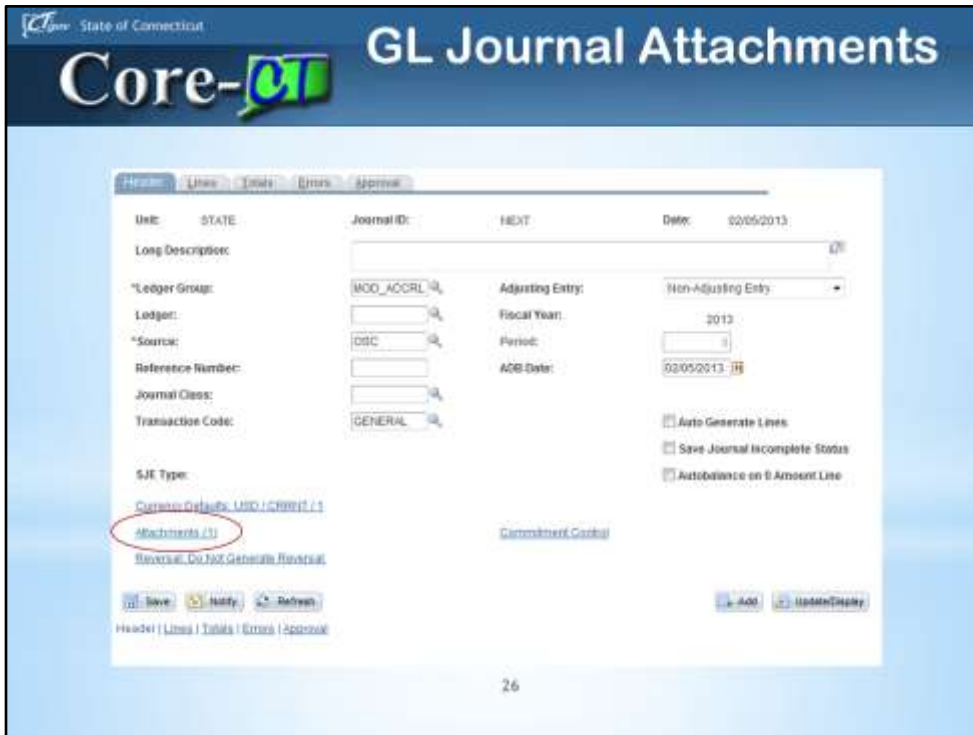 CT.gov State of Connecticut
Core-CT
GL Journal Attachments
Header Lines Totals Errors Approval
Unit: STATE Journal ID: NEXT Date: 02/05/2013
Long Description:
*Ledger Group: MOD_ACCRL Adjusting Entry: Non-Adjusting Entry
Ledger: Fiscal Year: 2013
*Source: OSC Period:
Reference Number: ADB Date: 02/05/2013
Journal Class:
Transaction Code: GENERAL Auto Generate Lines
Save Journal Incomplete Status
SJE Type: Autobalance on 0 Amount Line
Currency Defaults: USD / CRRNT / 1
Attachments (1) Commitment Control
Reversal: Do Not Generate Reversal
Save Notify Refresh Add Update/Display
Header | Lines | Totals | Errors | Approval
26